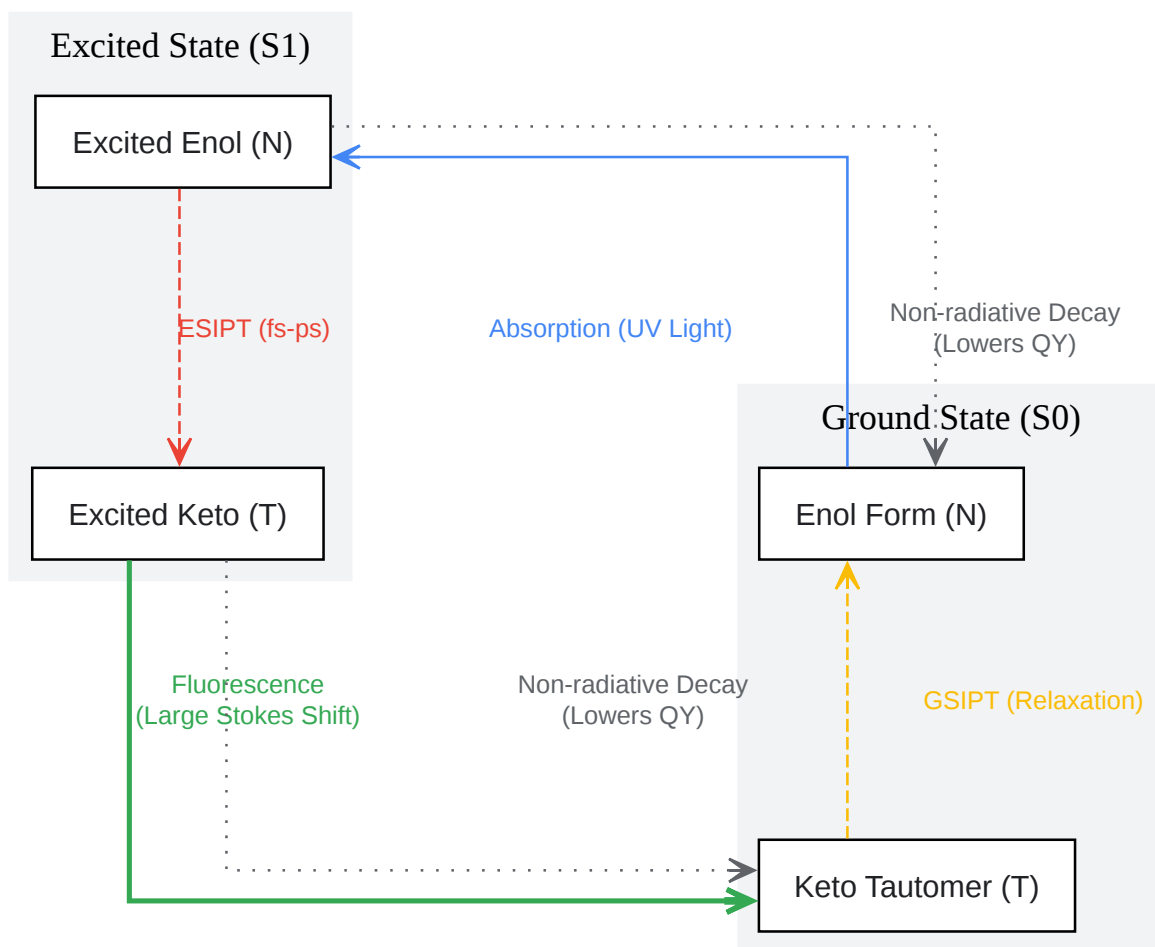 Excited State (S1)
Excited Enol (N)
ESIPT (fs-ps)
Absorption (UV Light)
Non-radiative Decay
(Lowers QY)
Ground State (S0)
Excited Keto (T)
Enol Form (N)
Fluorescence
(Large Stokes Shift)
Non-radiative Decay
(Lowers QY)
GSIPT (Relaxation)
Keto Tautomer (T)